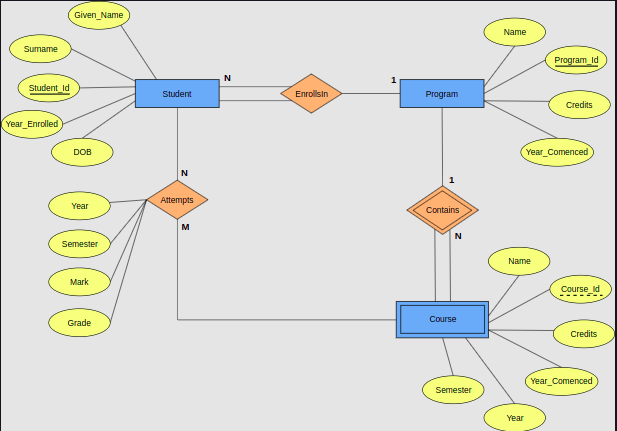 Given_Name
Name
Surname
Program_Id
Student_Id
N
1
Student
EnrollsIn
Program
Credits
Year_Enrolled
DOB
Year_Comenced
N
1
Year
Attempts
Contains
M
N
Semester
Name
Mark
Course_Id
Grade
Course
Credits
Year_Comenced
Semester
Year